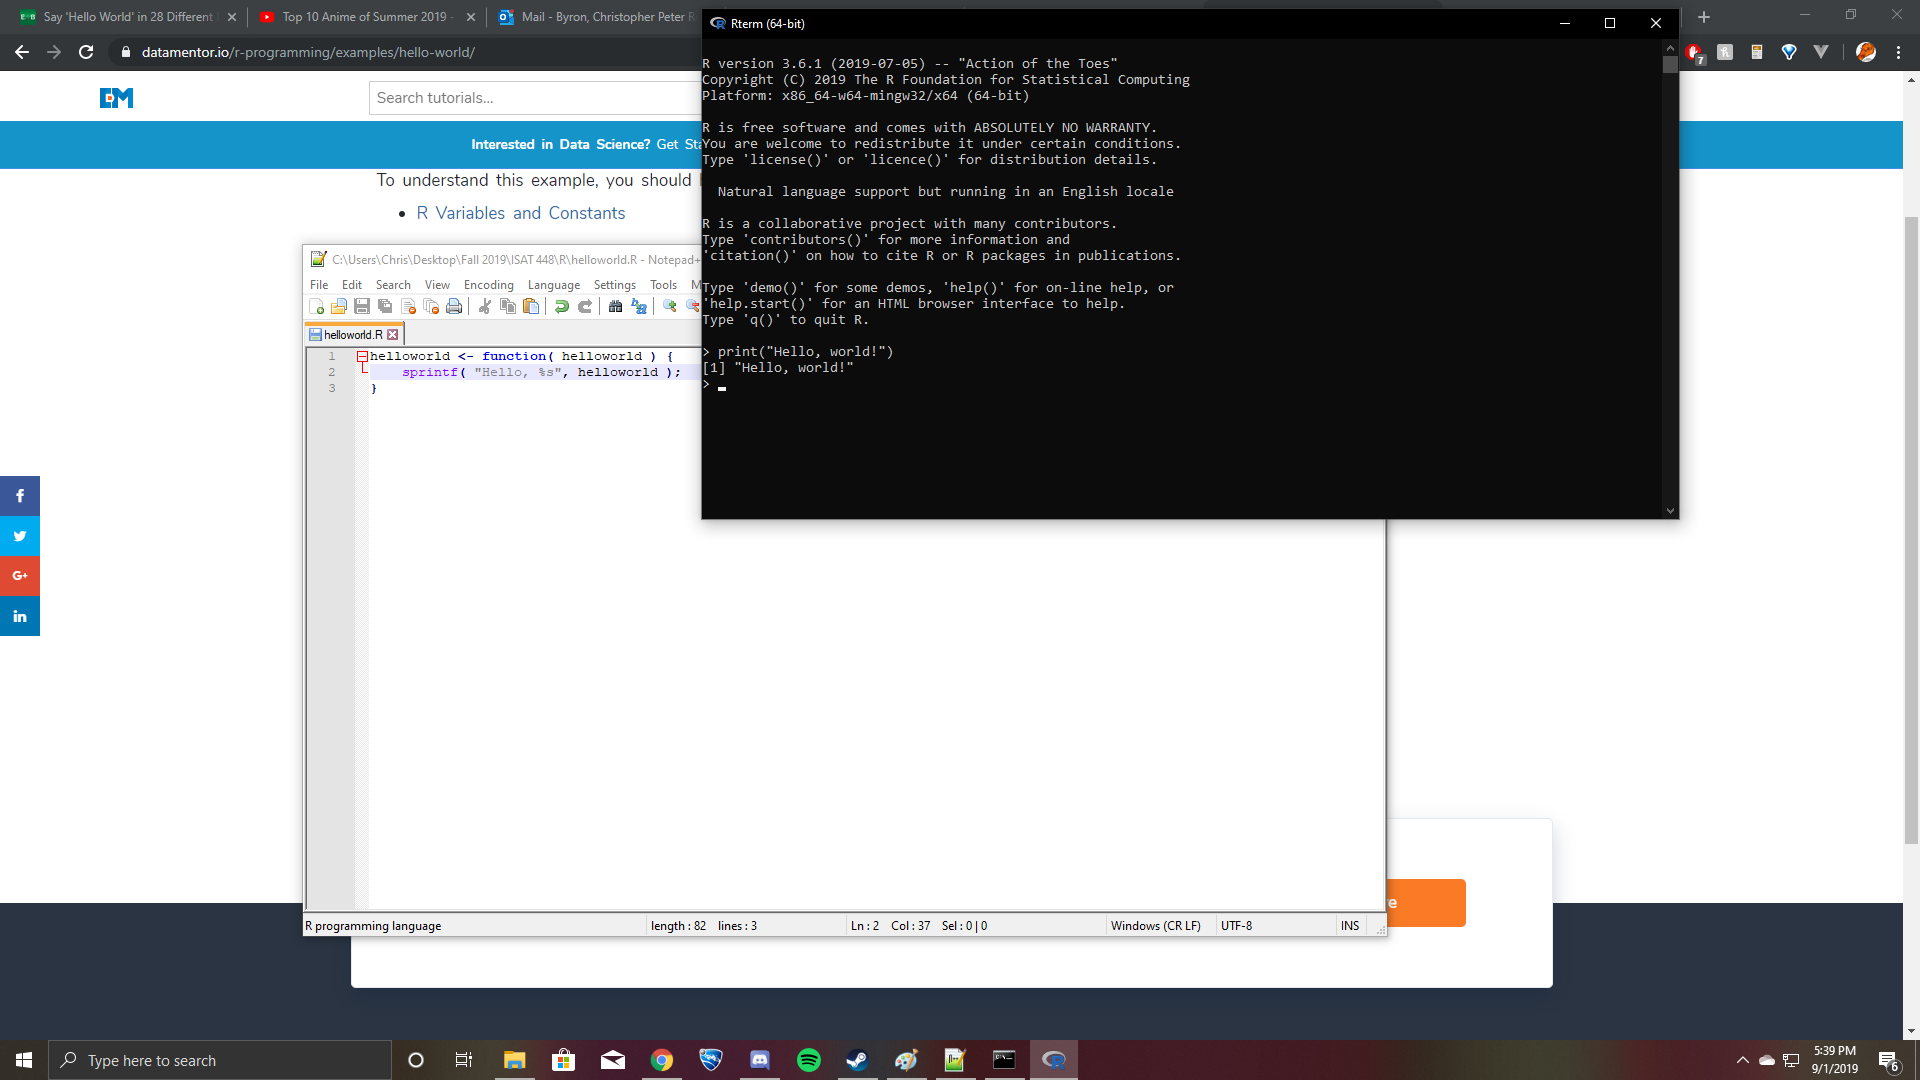 Say 'Hello World' in 28 Different
Top 10 Anime of Summer 2019 -
Mail - Byron, Christopher Peter
datamentor.io/r-programming/examples/hello-world/
DM
Search tutorials...
Interested in Data Science? Get
To understand this example, you should
R Variables and Constants
C:\Users\Chris\Desktop\Fall 2019\ISAT 448\R\helloworld.R - Notepad+
File Edit Search View Encoding Language Settings Tools M
helloworld.R
1 helloworld <- function( helloworld ) {
2 sprintf( "Hello, %s", helloworld );
3 }
R programming language length : 82 lines : 3 Ln : 2 Col : 37 Sel : 0 | 0 Windows (CR LF) UTF-8 INS
Rterm (64-bit)
R version 3.6.1 (2019-07-05) -- "Action of the Toes"
Copyright (C) 2019 The R Foundation for Statistical Computing
Platform: x86_64-w64-mingw32/x64 (64-bit)
R is free software and comes with ABSOLUTELY NO WARRANTY.
You are welcome to redistribute it under certain conditions.
Type 'license()' or 'licence()' for distribution details.
Natural language support but running in an English locale
R is a collaborative project with many contributors.
Type 'contributors()' for more information and
'citation()' on how to cite R or R packages in publications.
Type 'demo()' for some demos, 'help()' for on-line help, or
'help.start()' for an HTML browser interface to help.
Type 'q()' to quit R.
> print("Hello, world!")
[1] "Hello, world!"
>
7
f
G+
in
Type here to search
5:39 PM
9/1/2019
6